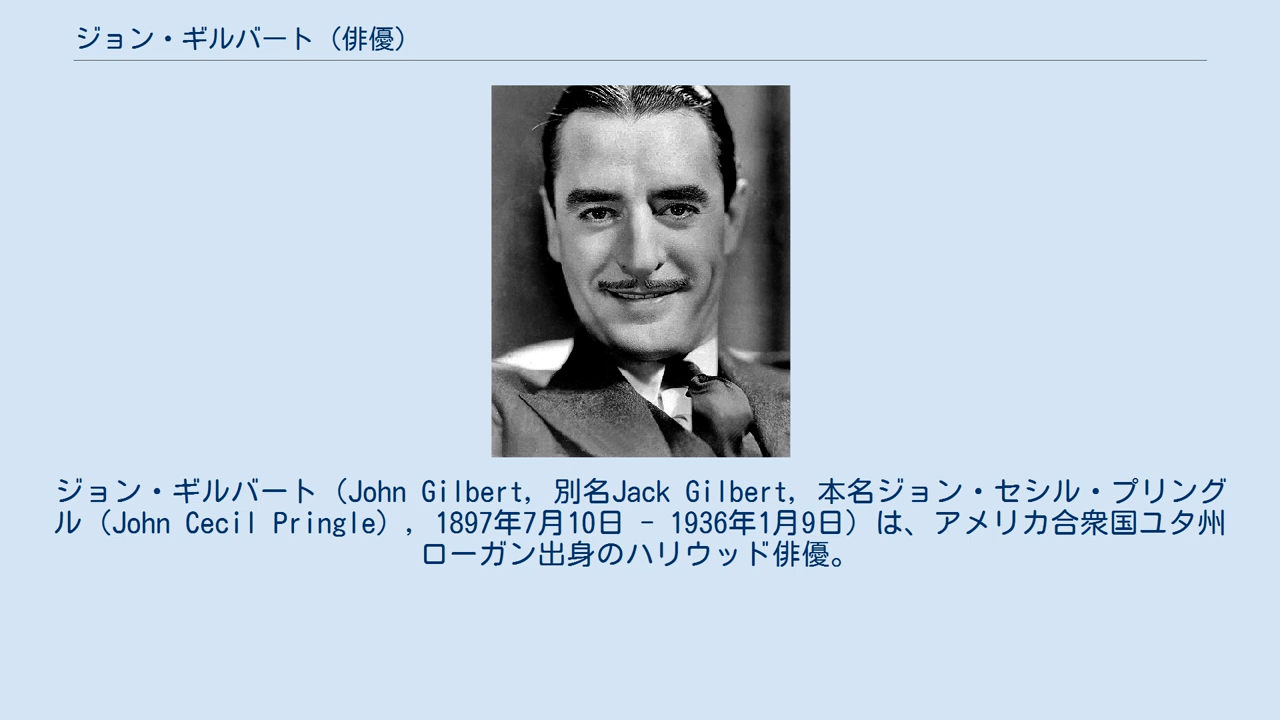 ジョン・ギルバート（俳優）
ジョン・ギルバート（John Gilbert, 別名Jack Gilbert, 本名ジョン・セシル・プリング
ル（John Cecil Pringle）, 1897年7月10日 - 1936年1月9日）は、アメリカ合衆国ユタ州
ローガン出身のハリウッド俳優。